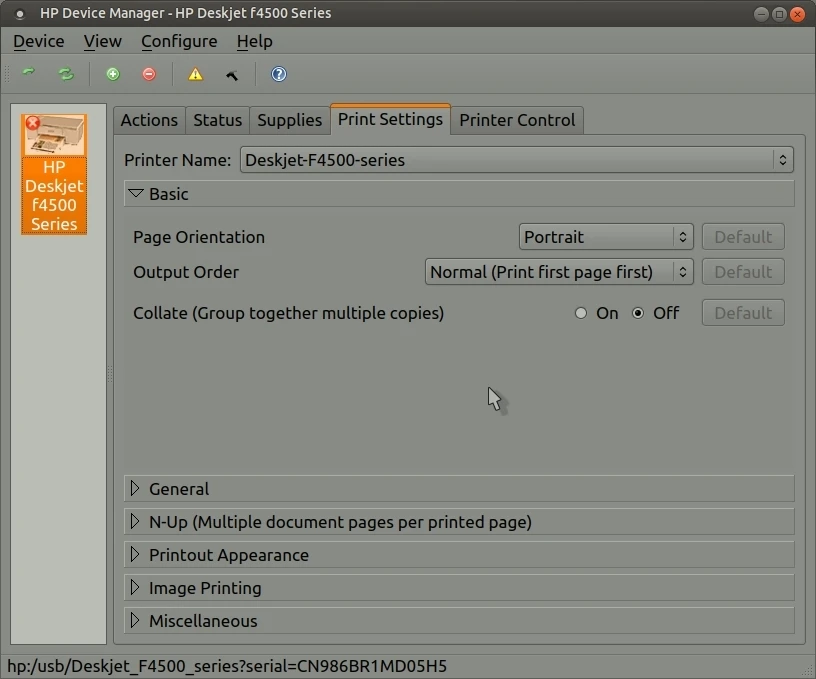 HP Device Manager - HP Deskjet f4500 Series
Device View Configure Help
HP
Deskjet
f4500
Series
Actions Status Supplies Print Settings Printer Control
Printer Name: Deskjet-F4500-series
Basic
Page Orientation Portrait Default
Output Order Normal (Print first page first) Default
Collate (Group together multiple copies) On Off Default
General
N-Up (Multiple document pages per printed page)
Printout Appearance
Image Printing
Miscellaneous
hp:/usb/Deskjet_F4500_series?serial=CN986BR1MD05H5